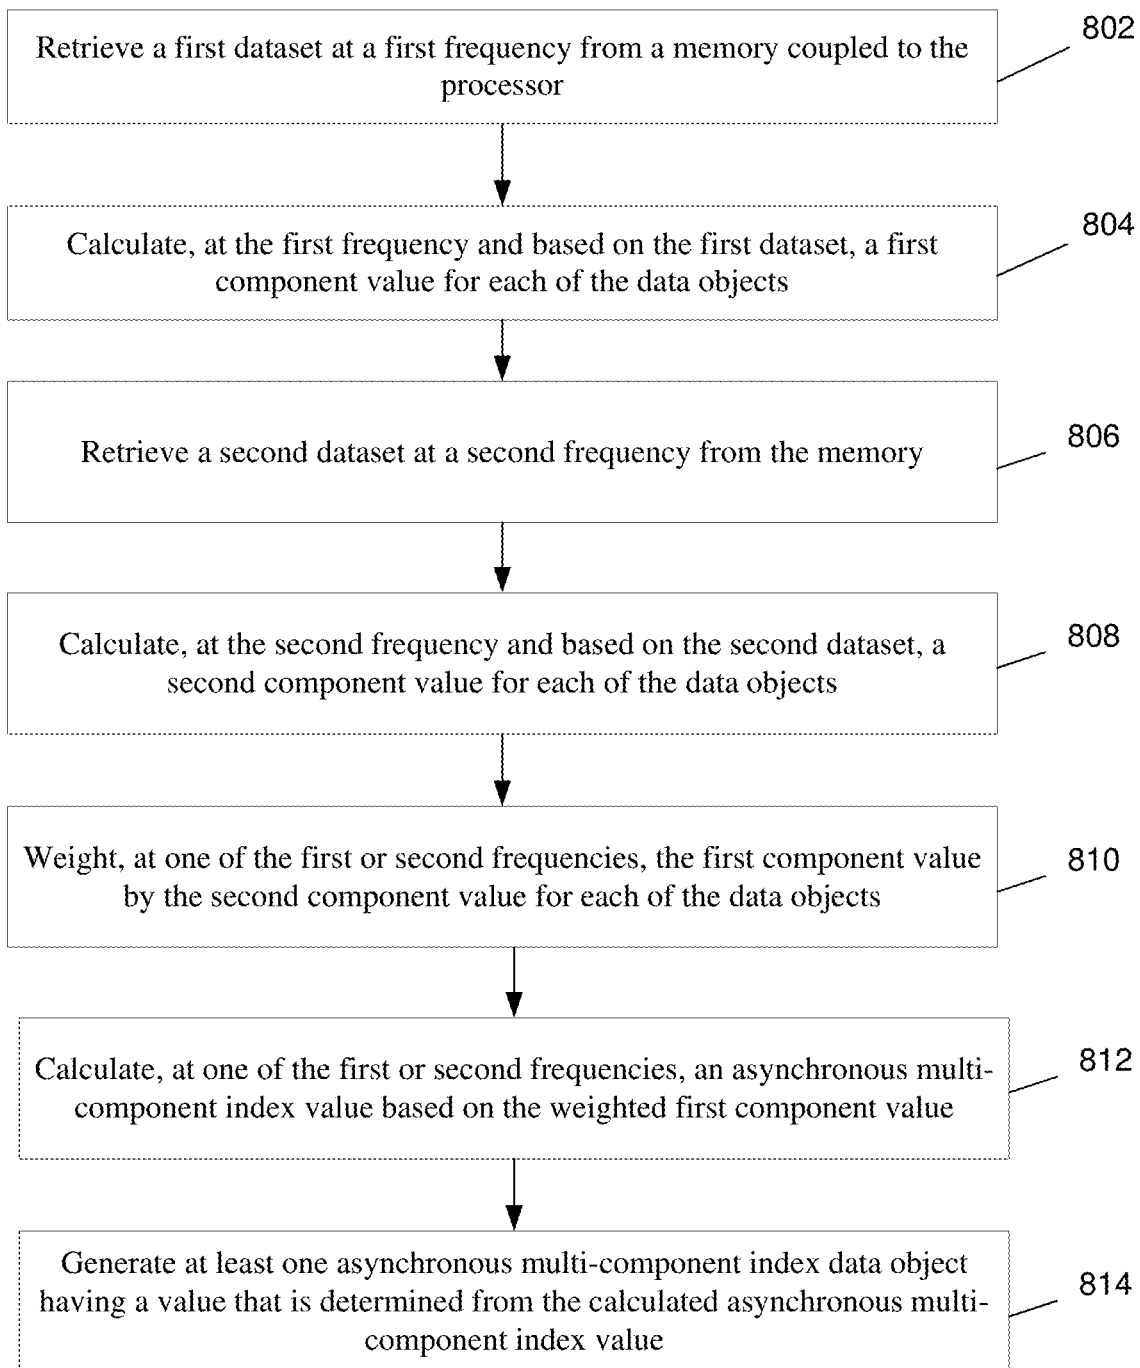 802
Retrieve a first dataset at a first frequency from a memory coupled to the
processor
804
Calculate, at the first frequency and based on the first dataset, a first
component value for each of the data objects
806
Retrieve a second dataset at a second frequency from the memory
808
Calculate, at the second frequency and based on the second dataset, a
second component value for each of the data objects
810
Weight, at one of the first or second frequencies, the first component value
by the second component value for each of the data objects
812
Calculate, at one of the first or second frequencies, an asynchronous multi-
component index value based on the weighted first component value
814
Generate at least one asynchronous multi-component index data object
having a value that is determined from the calculated asynchronous multi-
component index value